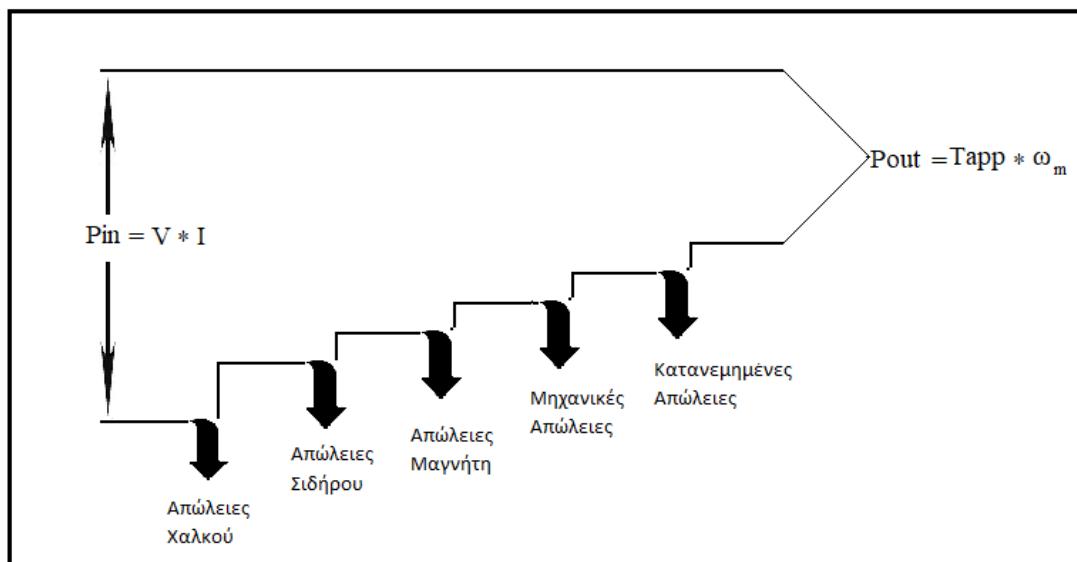 Pout = Tapp * ωm
Pin = V * I
Κατανεμημένες
Απώλειες
Μηχανικές
Απώλειες
Απώλειες
Μαγνήτη
Απώλειες
Σιδήρου
Απώλειες
Χαλκού